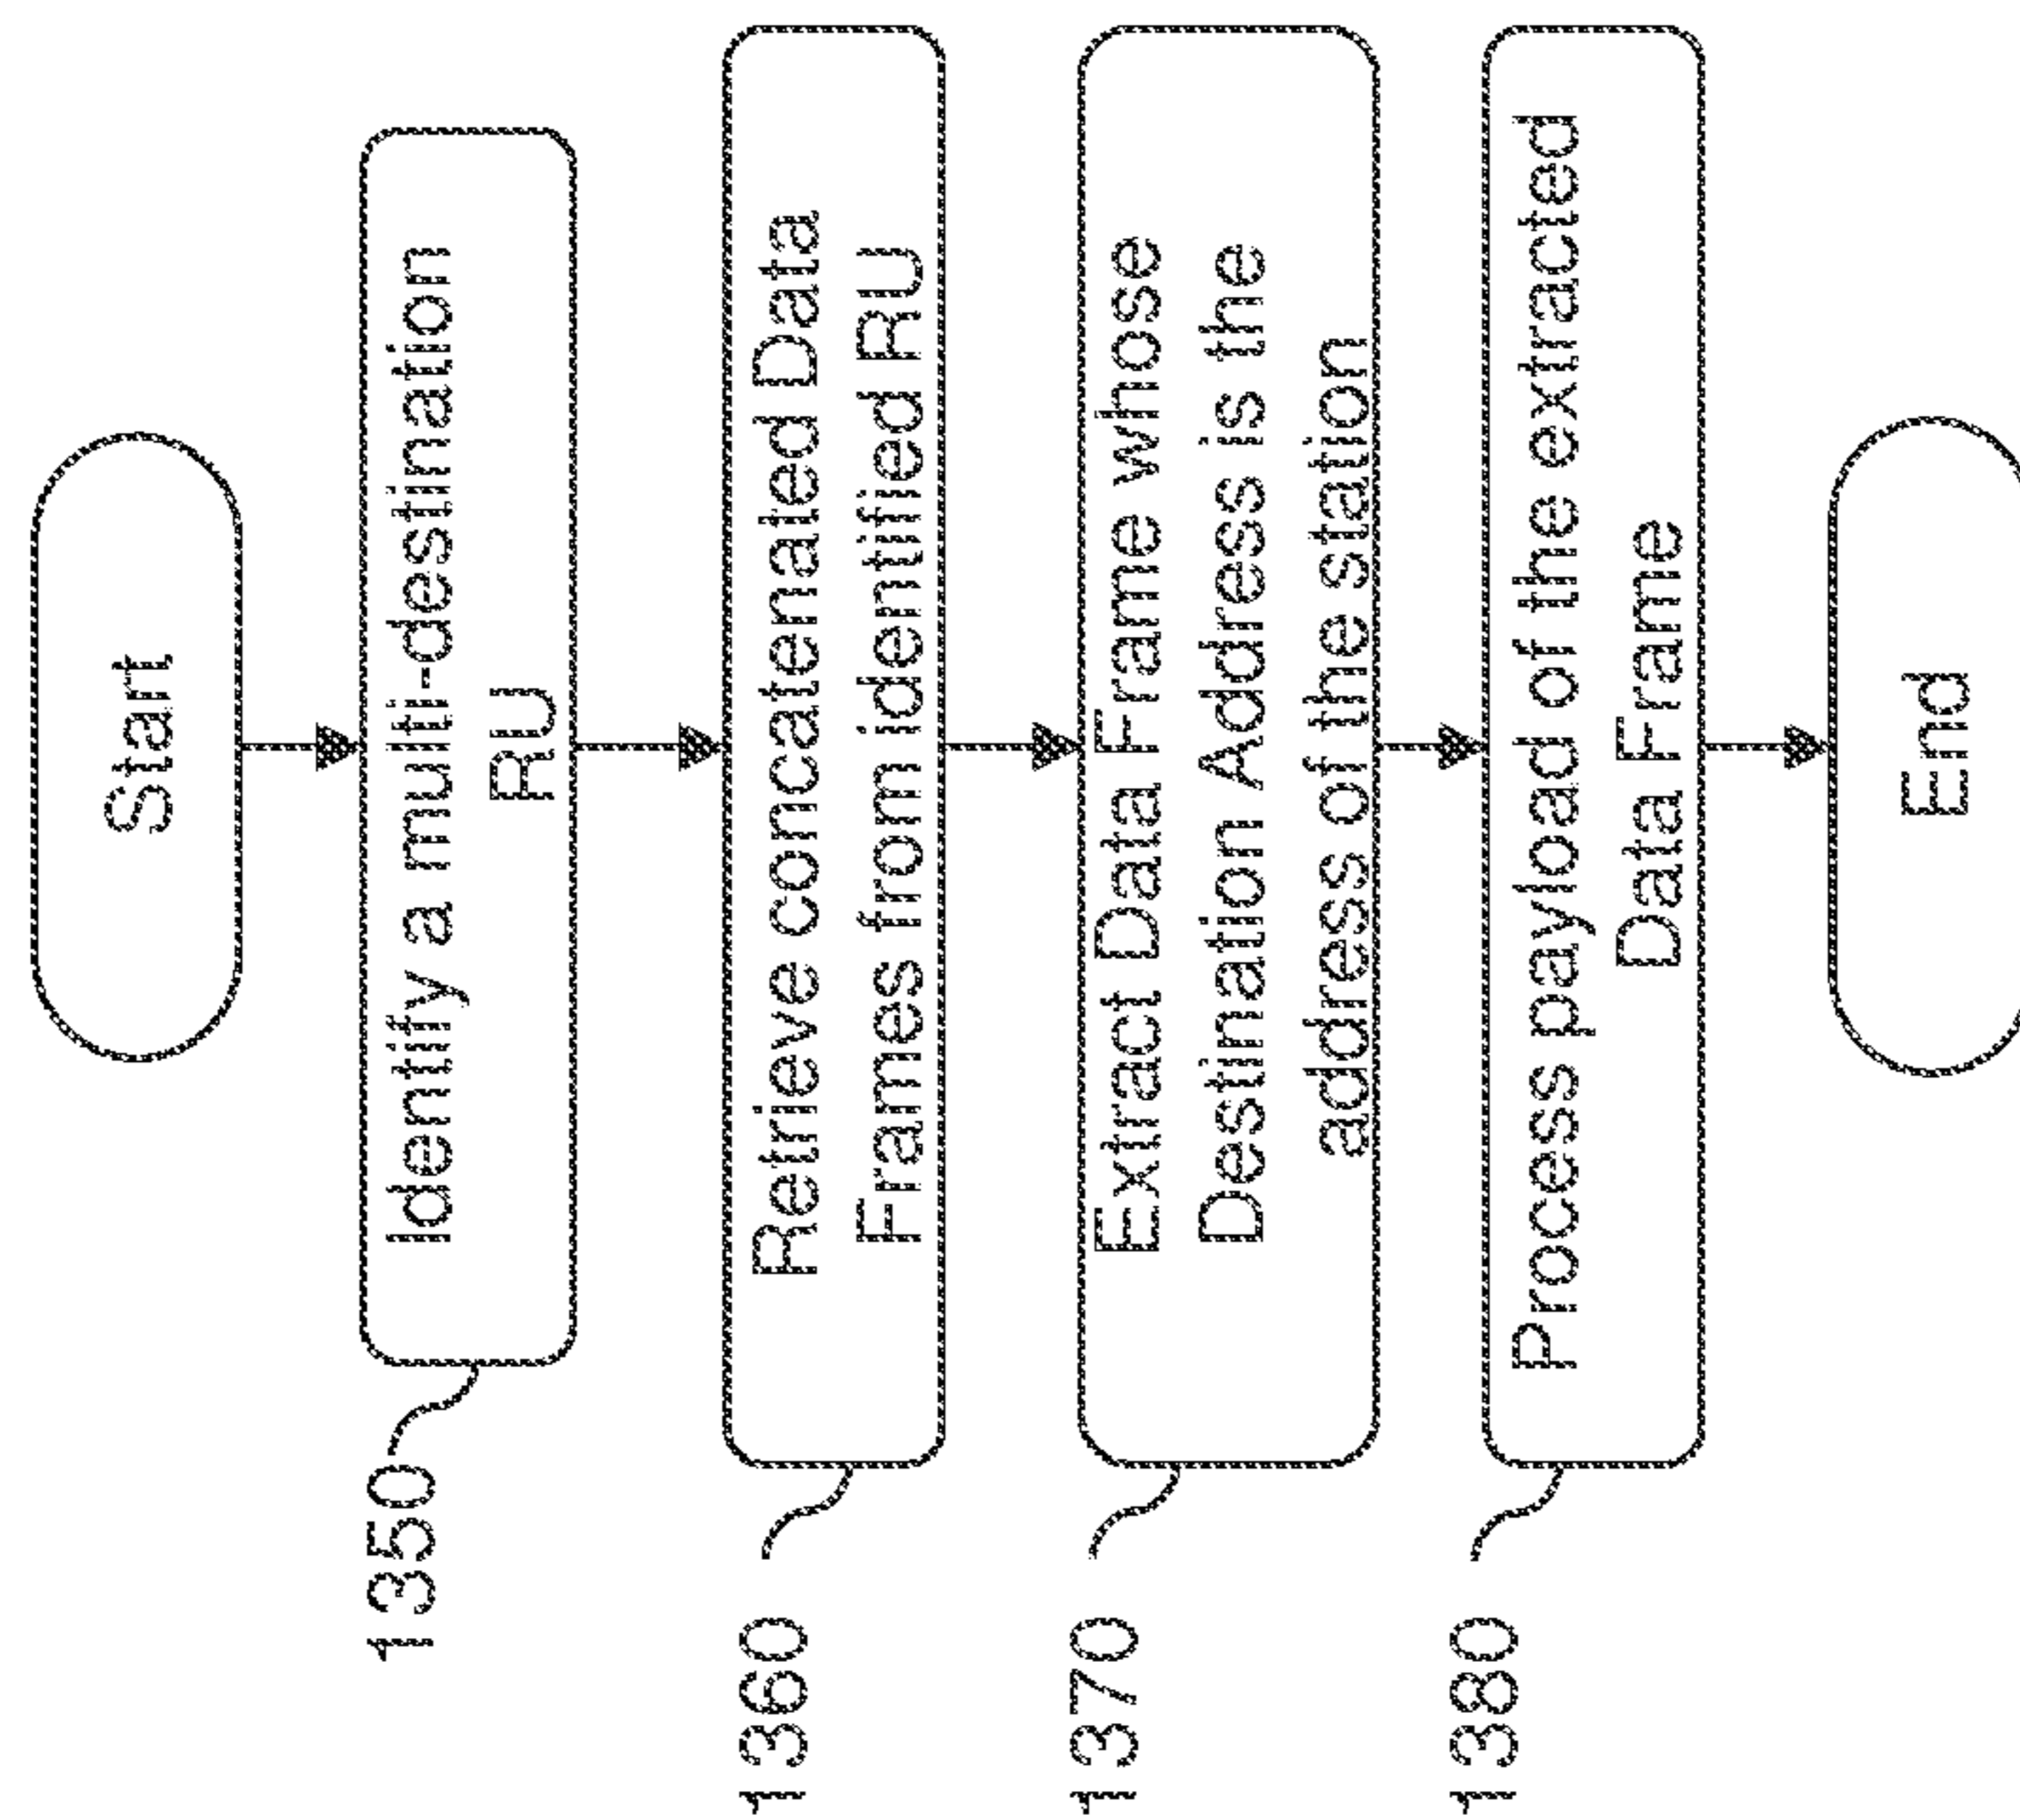 Start
1350
Identify a multi-destination
RU
1360
Retrieve concatenated Data
Frames from identified RU
1370
Extract Data Frame whose
Destination Address is the
address of the station
1380
Process payload of the extracted
Data Frame
End